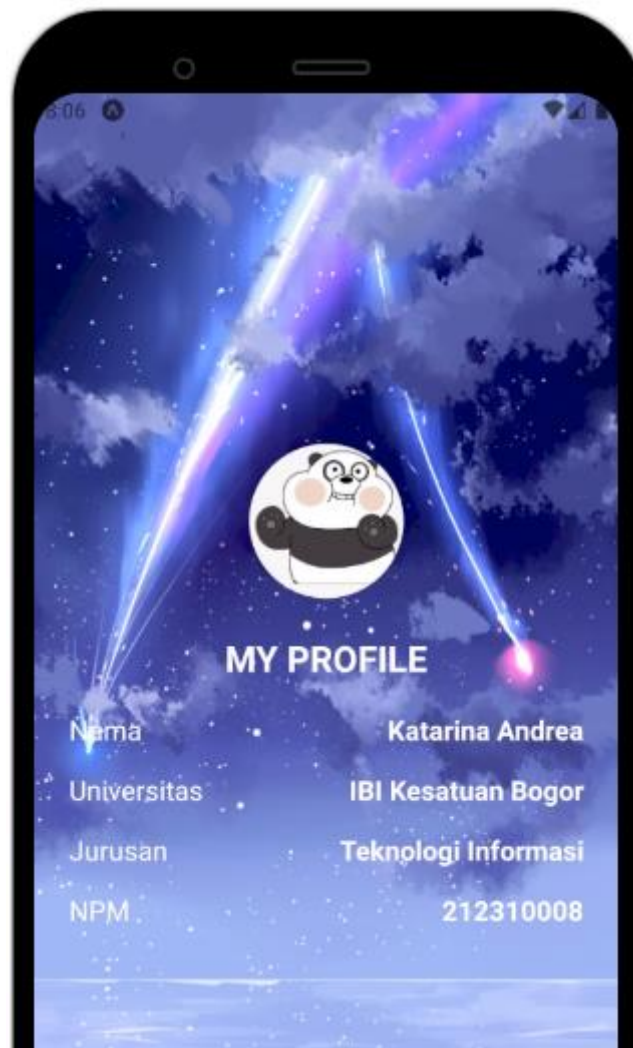 8:06
MY PROFILE
Nama Katarina Andrea
Universitas IBI Kesatuan Bogor
Jurusan Teknologi Informasi
NPM 212310008